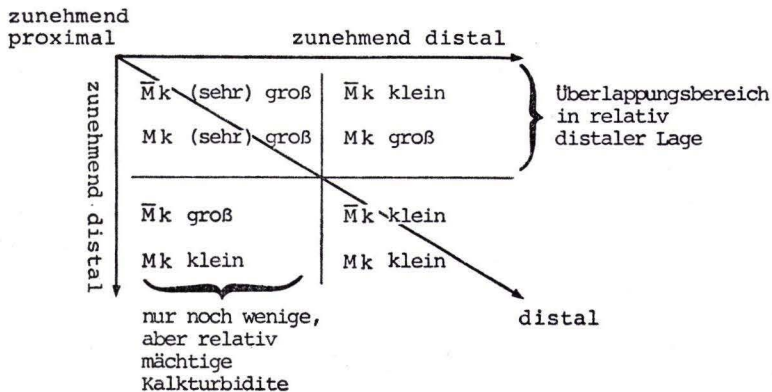 zunehmend
proximal
zunehmend distal
zunehmend distal
M̄k (sehr) groß
M̄k klein
Mk (sehr) groß
Mk groß
Überlappungsbereich
in relativ
distaler Lage
M̄k groß
M̄k klein
Mk klein
Mk klein
nur noch wenige,
aber relativ
mächtige
Kalkturbidite
distal